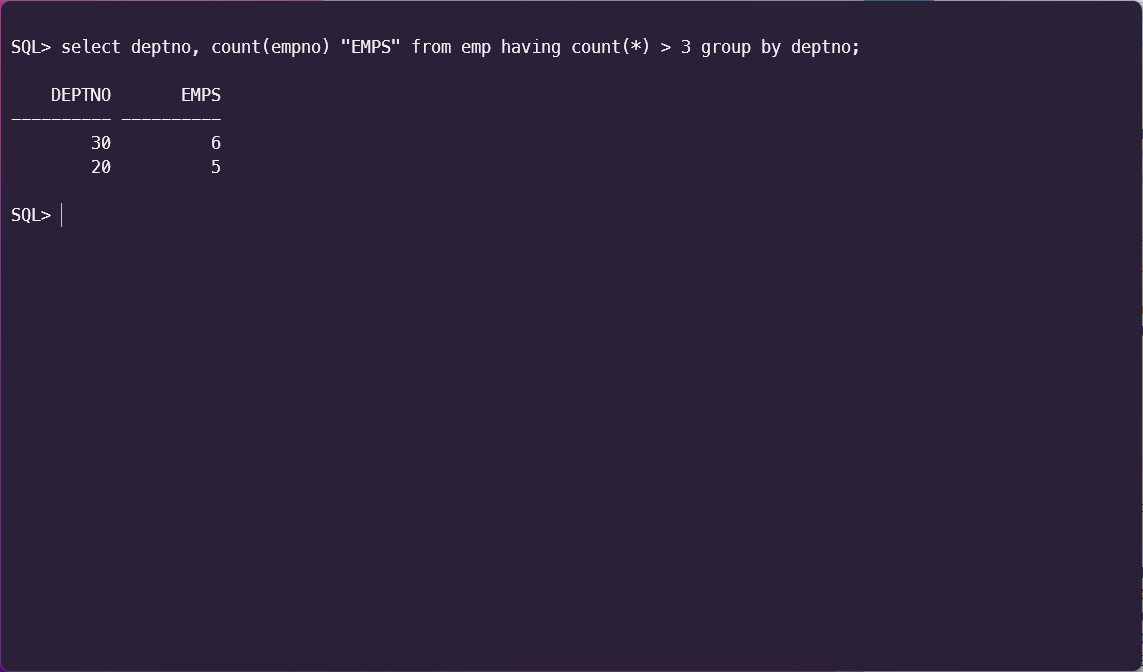 SQL> select deptno, count(empno) "EMPS" from emp having count(*) > 3 group by deptno;
    DEPTNO       EMPS
---------- ----------
        30          6
        20          5
SQL>